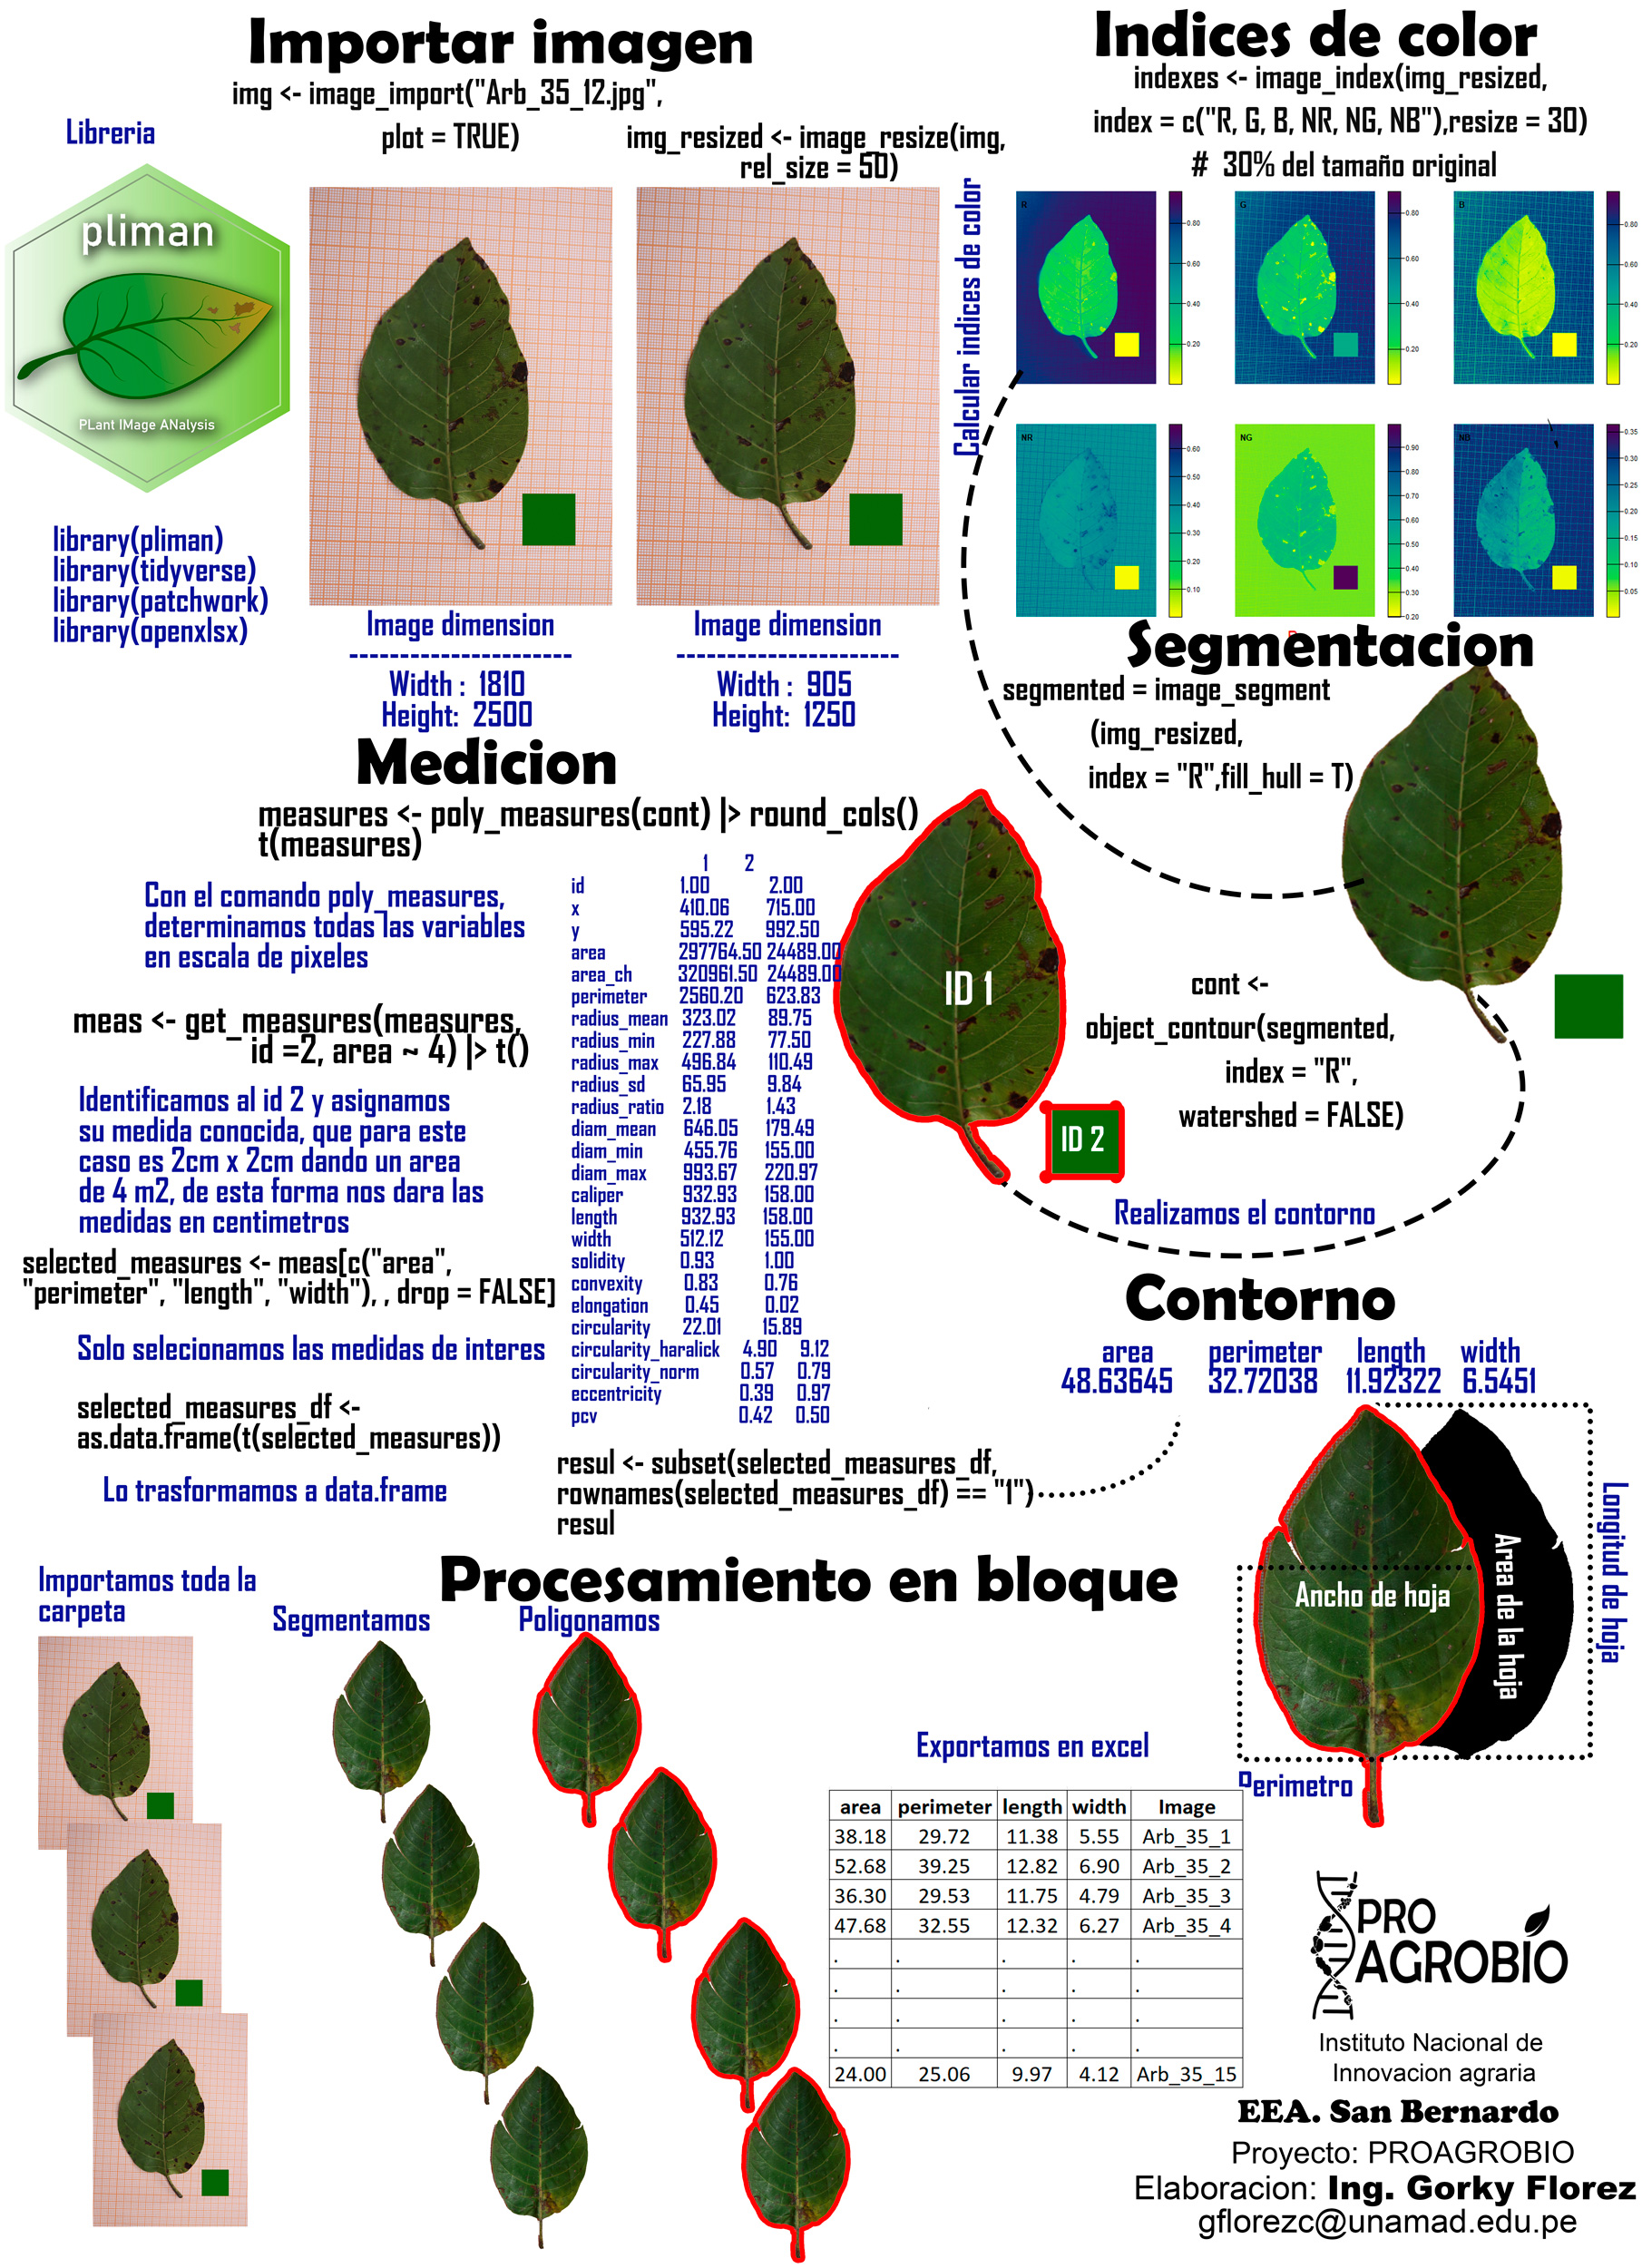 Importar imagen
img <- image_import("Arb_35_12.jpg",
plot = TRUE)
img_resized <- image_resize(img,
rel_size = 50)
Libreria
pliman
PLant IMage ANalysis
library(pliman)
library(tidyverse)
library(patchwork)
library(openxlsx)
Image dimension
----------------------
Width : 1810
Height: 2500
Image dimension
----------------------
Width : 905
Height: 1250
Indices de color
indexes <- image_index(img_resized,
index = c("R, G, B, NR, NG, NB"),resize = 30)
# 30% del tamaño original
Calcular indices de color
R
0.80
0.60
0.40
0.20
G
0.80
0.60
0.40
0.20
B
0.80
0.60
0.40
0.20
NR
0.60
0.50
0.40
0.30
0.20
0.10
NG
0.90
0.80
0.70
0.60
0.50
0.40
0.30
0.20
NB
0.35
0.30
0.25
0.20
0.15
0.10
0.05
Segmentacion
segmented = image_segment
(img_resized,
index = "R",fill_hull = T)
Medicion
measures <- poly_measures(cont) |> round_cols()
t(measures)
Con el comando poly_measures,
determinamos todas las variables
en escala de pixeles
meas <- get_measures(measures,
id =2, area ~ 4) |> t()
Identificamos al id 2 y asignamos
su medida conocida, que para este
caso es 2cm x 2cm dando un area
de 4 m2, de esta forma nos dara las
medidas en centimetros
selected_measures <- meas[c("area",
"perimeter", "length", "width"), , drop = FALSE]
Solo selecionamos las medidas de interes
selected_measures_df <-
as.data.frame(t(selected_measures))
Lo trasformamos a data.frame
1 2
id 1.00 2.00
x 410.06 715.00
y 595.22 992.50
area 297764.50 24489.00
area_ch 320961.50 24489.00
perimeter 2560.20 623.83
radius_mean 323.02 89.75
radius_min 227.88 77.50
radius_max 496.84 110.49
radius_sd 65.95 9.84
radius_ratio 2.18 1.43
diam_mean 646.05 179.49
diam_min 455.76 155.00
diam_max 993.67 220.97
caliper 932.93 158.00
length 932.93 158.00
width 512.12 155.00
solidity 0.93 1.00
convexity 0.83 0.76
elongation 0.45 0.02
circularity 22.01 15.89
circularity_haralick 4.90 9.12
circularity_norm 0.57 0.79
eccentricity 0.39 0.97
pcv 0.42 0.50
resul <- subset(selected_measures_df,
rownames(selected_measures_df) == "1")
resul
ID 1
ID 2
cont <-
object_contour(segmented,
index = "R",
watershed = FALSE)
Realizamos el contorno
Contorno
area perimeter length width
48.63645 32.72038 11.92322 6.5451
Ancho de hoja
Area de la hoja
Longitud de hoja
Perimetro
Procesamiento en bloque
Importamos toda la
carpeta
Segmentamos
Poligonamos
Exportamos en excel
area perimeter length width Image
38.18 29.72 11.38 5.55 Arb_35_1
52.68 39.25 12.82 6.90 Arb_35_2
36.30 29.53 11.75 4.79 Arb_35_3
47.68 32.55 12.32 6.27 Arb_35_4
. . . . .
. . . . .
. . . . .
. . . . .
24.00 25.06 9.97 4.12 Arb_35_15
PRO
AGROBIO
Instituto Nacional de
Innovacion agraria
EEA. San Bernardo
Proyecto: PROAGROBIO
Elaboracion: Ing. Gorky Florez
gflorezc@unamad.edu.pe